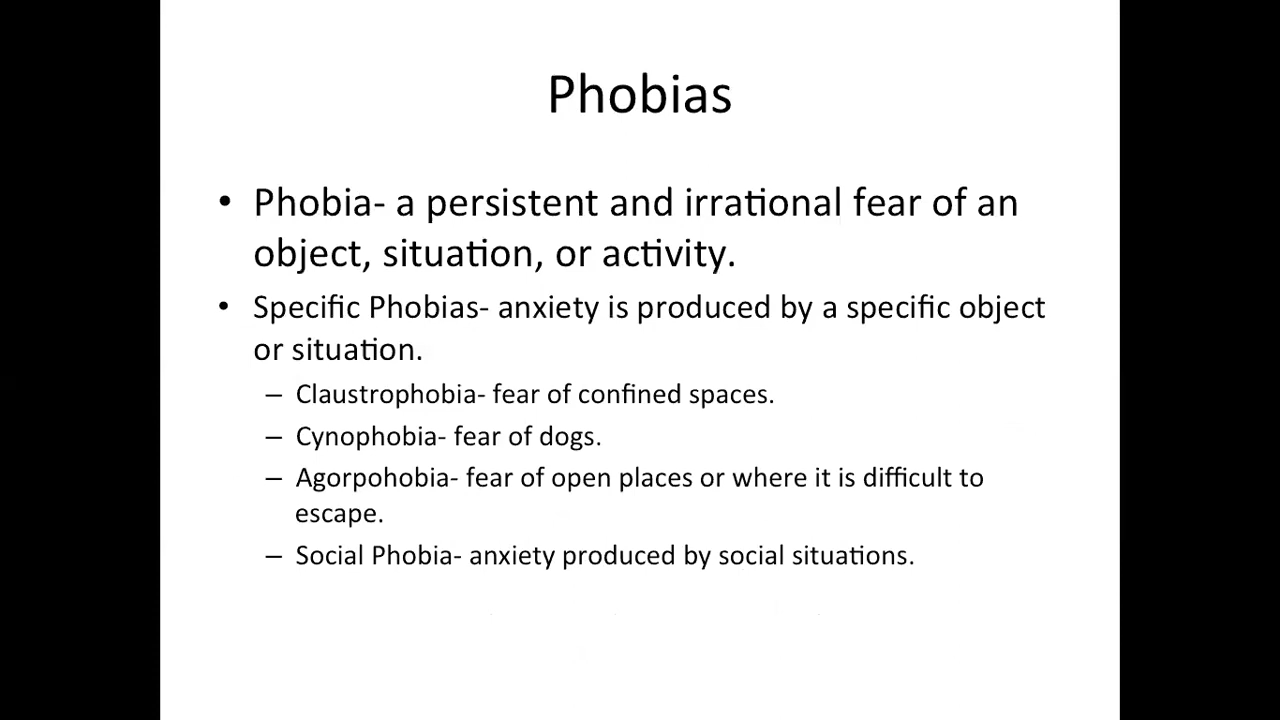 Phobias
• Phobia- a persistent and irrational fear of an
object, situation, or activity.
• Specific Phobias- anxiety is produced by a specific object
or situation.
– Claustrophobia- fear of confined spaces.
– Cynophobia- fear of dogs.
– Agorpohobia- fear of open places or where it is difficult to
escape.
– Social Phobia- anxiety produced by social situations.